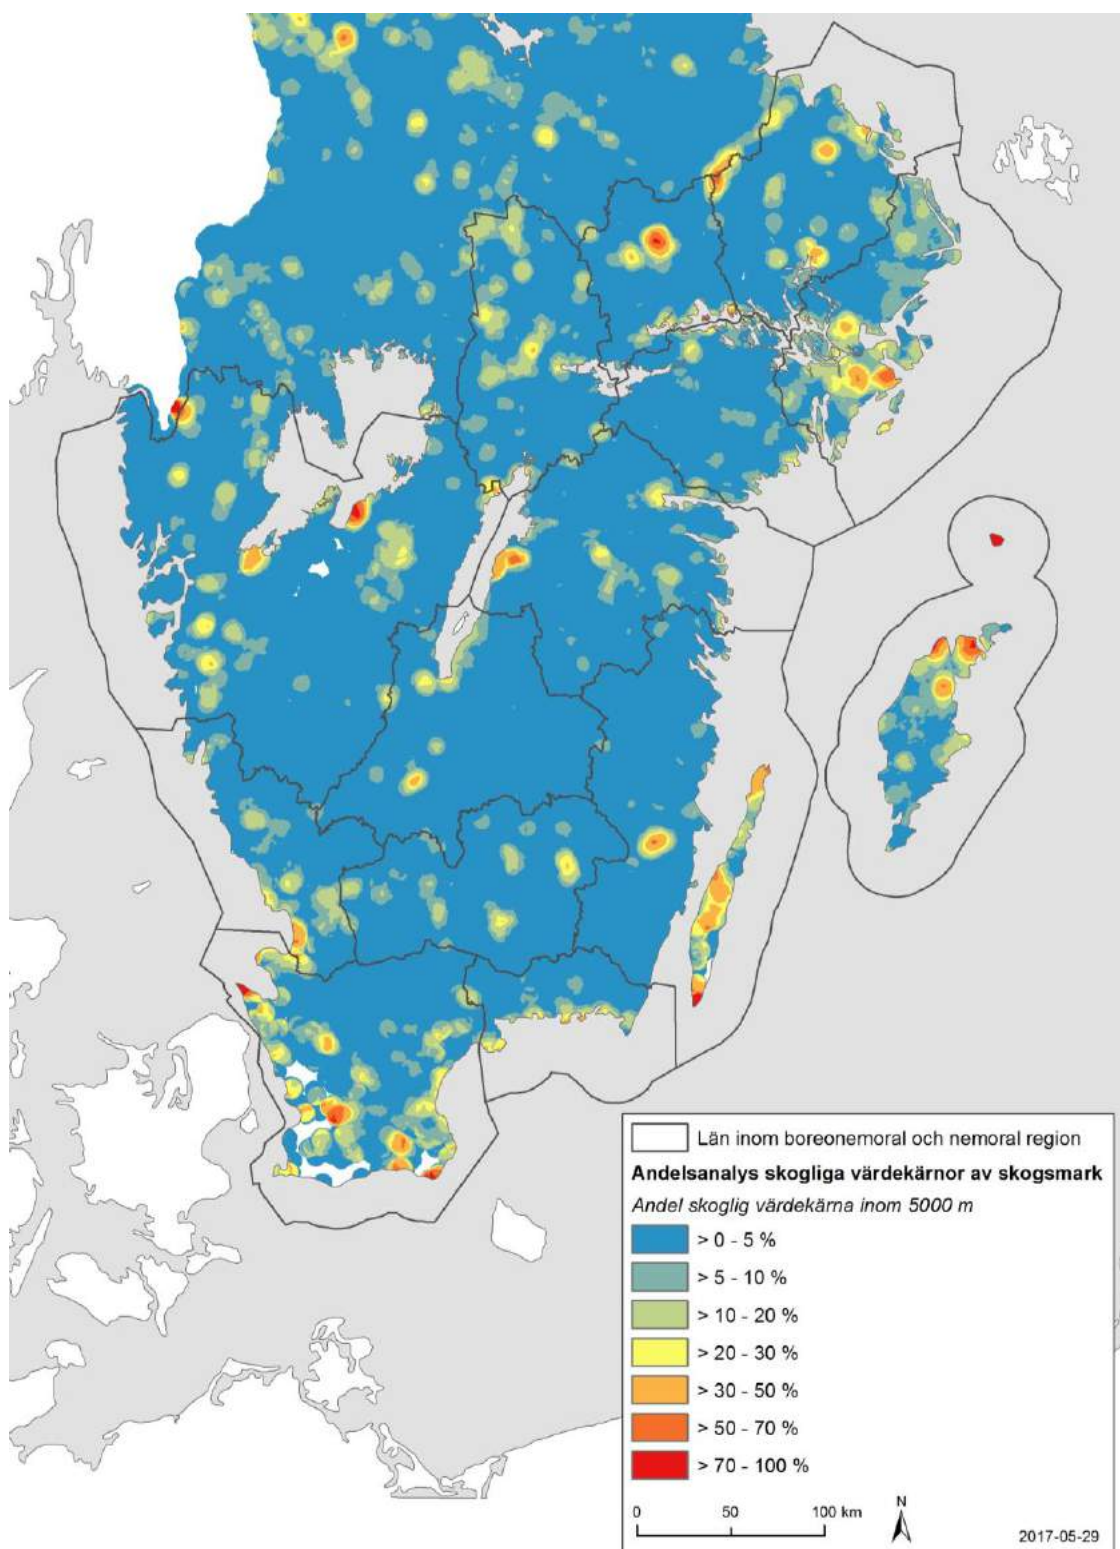 Län inom boreonemoral och nemoral region
Andelsanalys skogliga värdekärnor av skogsmark
Andel skoglig värdekärna inom 5000 m
> 0 - 5 %
> 5 - 10 %
> 10 - 20 %
> 20 - 30 %
> 30 - 50 %
> 50 - 70 %
> 70 - 100 %
0 50 100 km
N
2017-05-29